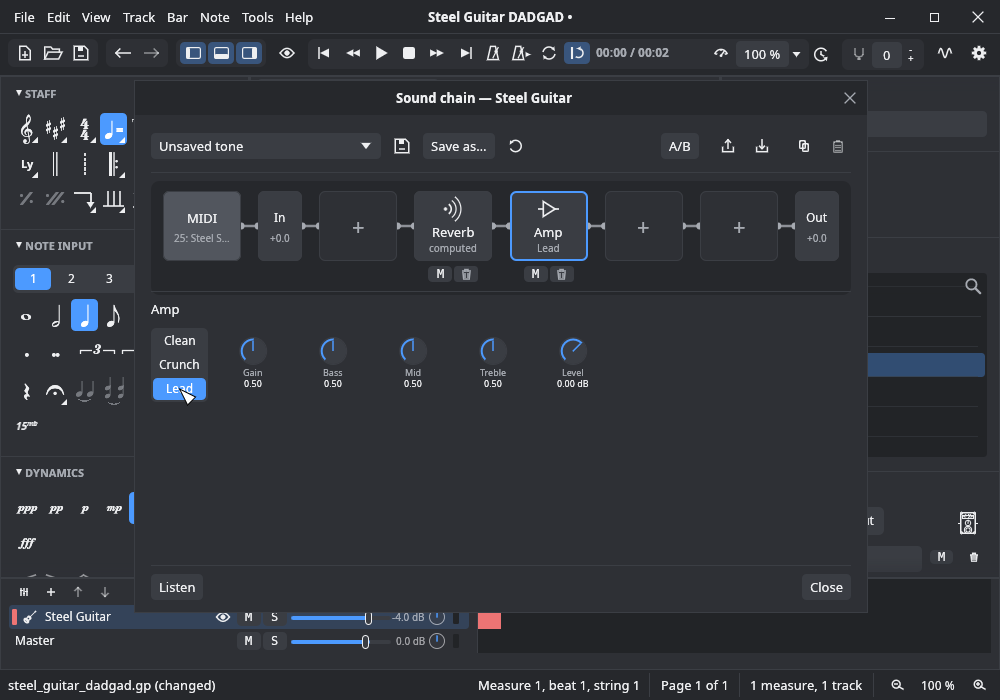 File Edit View Track Bar Note Tools Help
Steel Guitar DADGAD •
00:00 / 00:02
100 %
0
STAFF
Sound chain — Steel Guitar
Unsaved tone
Save as...
A/B
Ly
MIDI
25: Steel S...
In
+0.0
+
Reverb
computed
Amp
Lead
+
+
Out
+0.0
M
M
NOTE INPUT
1 2 3
Amp
Clean
Crunch
Lead
Gain
0.50
Bass
0.50
Mid
0.50
Treble
0.50
Level
0.00 dB
3
15mb
DYNAMICS
ppp pp p mp
fff
M
Listen
Close
Steel Guitar
M S
-4.0 dB
Master
M S
0.0 dB
steel_guitar_dadgad.gp (changed)
Measure 1, beat 1, string 1
Page 1 of 1
1 measure, 1 track
100 %